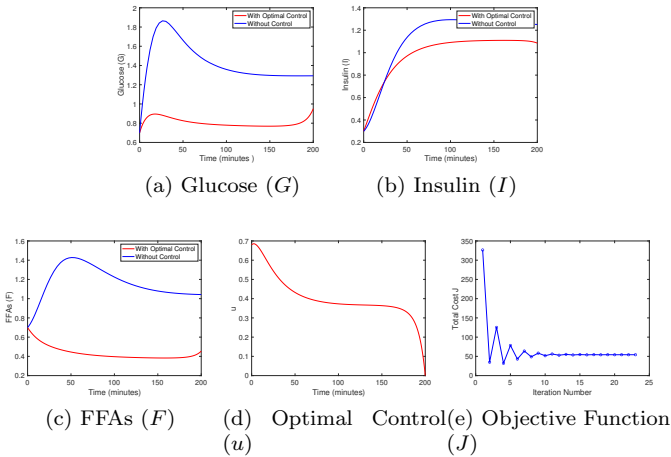 2
1.8
1.6
1.4
1.2
1
0.8
0.6
0 50 100 150 200
Glucose (G)
Time (minutes )
With Optimal Control
Without Control
(a) Glucose (G)
1.4
1.2
1
0.8
0.6
0.4
0.2
0 50 100 150 200
Insulin (I)
Time (minutes)
With Optimal Control
Without Control
(b) Insulin (I)
1.6
1.4
1.2
1
0.8
0.6
0.4
0.2
0 50 100 150 200
FFAs (F)
Time (minutes)
With Optimal Control
Without Control
(c) FFAs (F)
0.7
0.6
0.5
0.4
0.3
0.2
0.1
0
0 50 100 150 200
u
Time (minutes)
(d) Optimal Control
(u)
350
300
250
200
150
100
50
0
0 5 10 15 20 25
Total Cost J
Iteration Number
(e) Objective Function
(J)